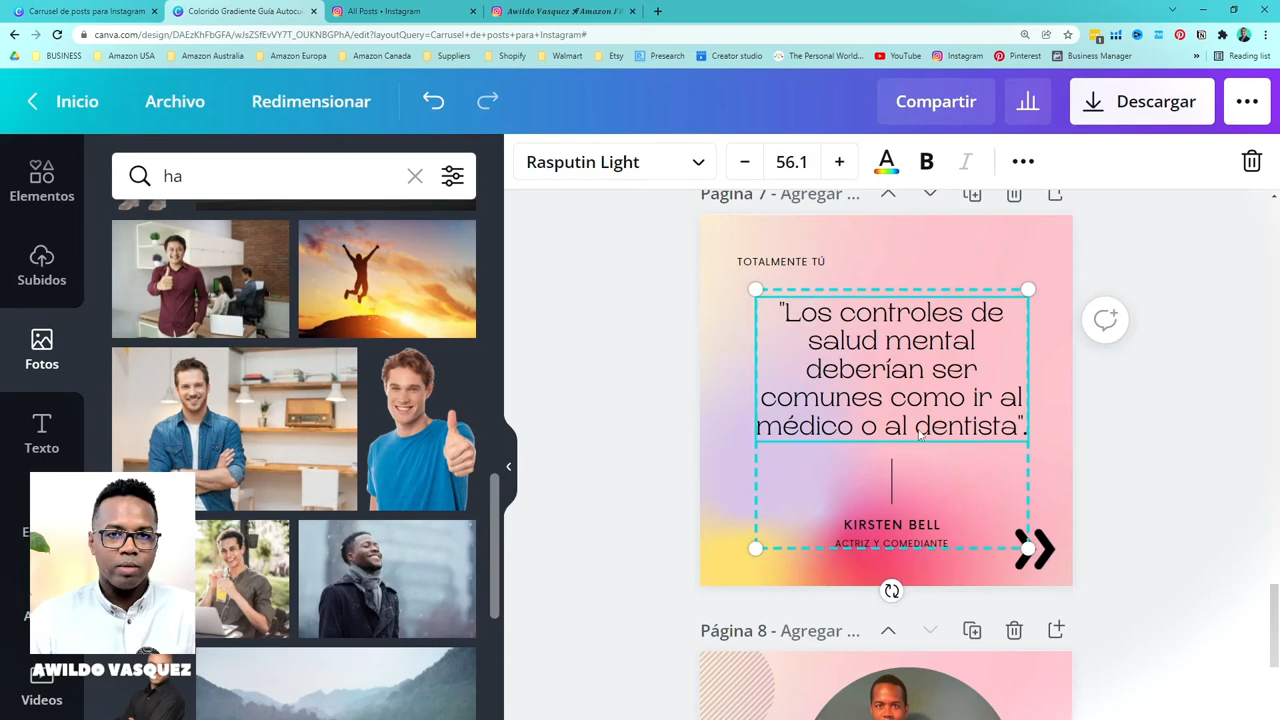 Carrusel de posts para Instagram
Colorido Gradiente Guía Autocui
All Posts • Instagram
Awildo Vasquez
Amazon F
canva.com/design/DAEzKhFbGFA/wJsZSfEvVY7T_OUKNBGPhA/edit?layoutQuery=Carrusel+de+posts+para+Instagram#
BUSINESS
Amazon USA
Amazon Australia
Amazon Europa
Amazon Canada
Suppliers
Shopify
Walmart
Etsy
Presearch
Creator studio
The Personal World...
YouTube
Instagram
Pinterest
Business Manager
Reading list
Inicio
Archivo
Redimensionar
Compartir
Descargar
Elementos
Subidos
Fotos
Texto
Videos
ha
Rasputin Light
56.1
B
I
A
Página 7 - Agregar ...
TOTALMENTE TÚ
"Los controles de
salud mental
deberían ser
comunes como ir al
médico o al dentista".
KIRSTEN BELL
ACTRIZ Y COMEDIANTE
Página 8 - Agregar ...
AWILDO VASQUEZ